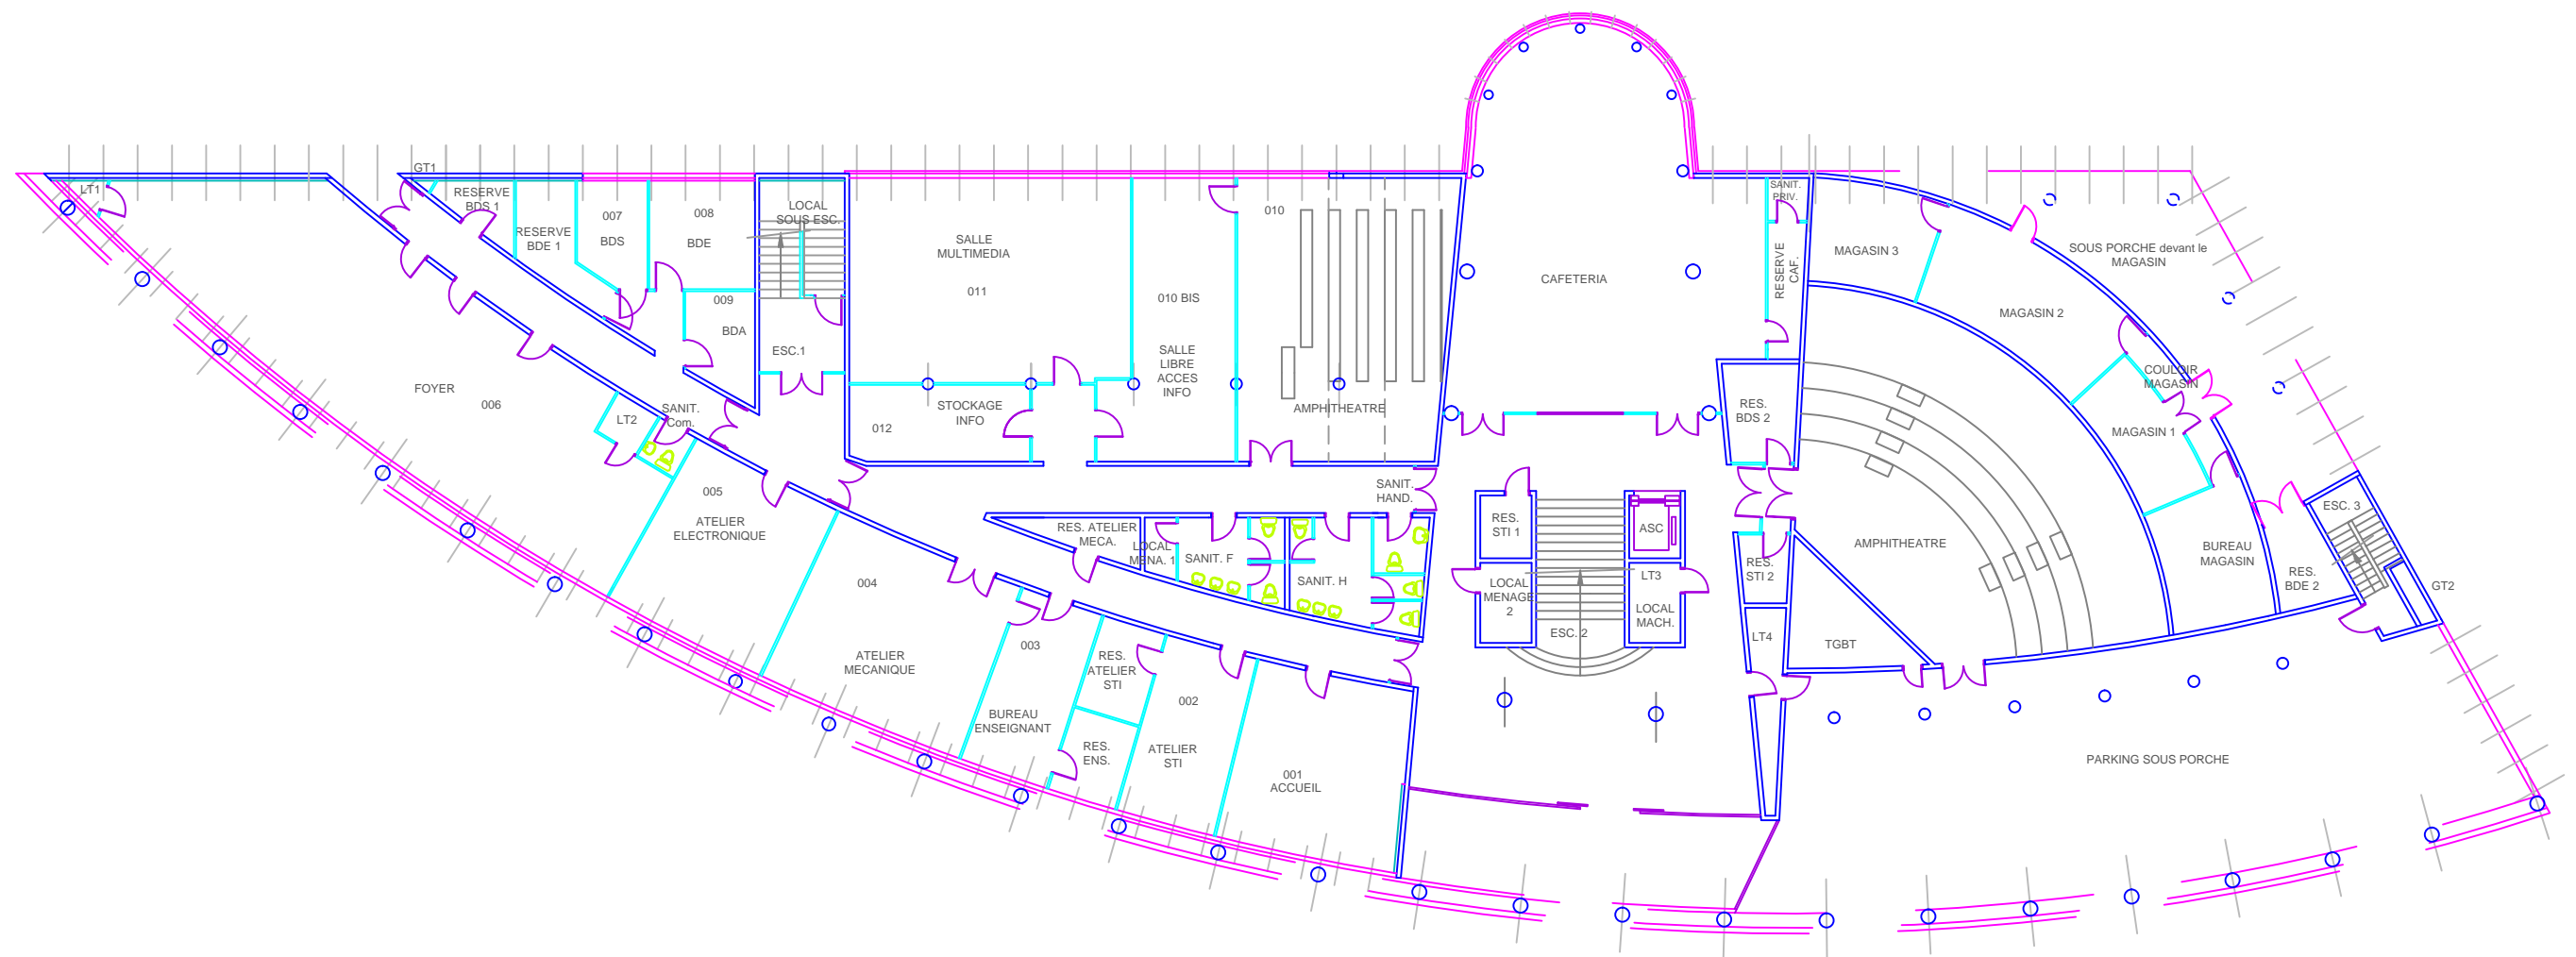 LT1
GT1
RESERVE
BDS 1
RESERVE
BDE 1
007
BDS
008
BDE
009
BDA
LOCAL
SOUS ESC.
ESC.1
SALLE
MULTIMEDIA
011
010 BIS
SALLE
LIBRE
ACCES
INFO
010
AMPHITHEATRE
STOCKAGE
INFO
012
CAFETERIA
SANIT.
PRIV.
RESERVE
CAF.
RES.
BDS 2
MAGASIN 3
MAGASIN 2
SOUS PORCHE devant le
MAGASIN
COULOIR
MAGASIN
MAGASIN 1
AMPHITHEATRE
BUREAU
MAGASIN
RES.
BDE 2
ESC. 3
GT2
FOYER
006
LT2
SANIT.
Com.
005
ATELIER
ELECTRONIQUE
004
ATELIER
MECANIQUE
003
BUREAU
ENSEIGNANT
RES.
ATELIER
STI
RES.
ENS.
002
ATELIER
STI
001
ACCUEIL
RES. ATELIER
MECA.
LOCAL
MENA. 1
SANIT. F
SANIT. H
SANIT.
HAND.
RES.
STI 1
LOCAL
MENAGE
2
ESC. 2
ASC
LT3
LOCAL
MACH.
RES.
STI 2
LT4
TGBT
PARKING SOUS PORCHE